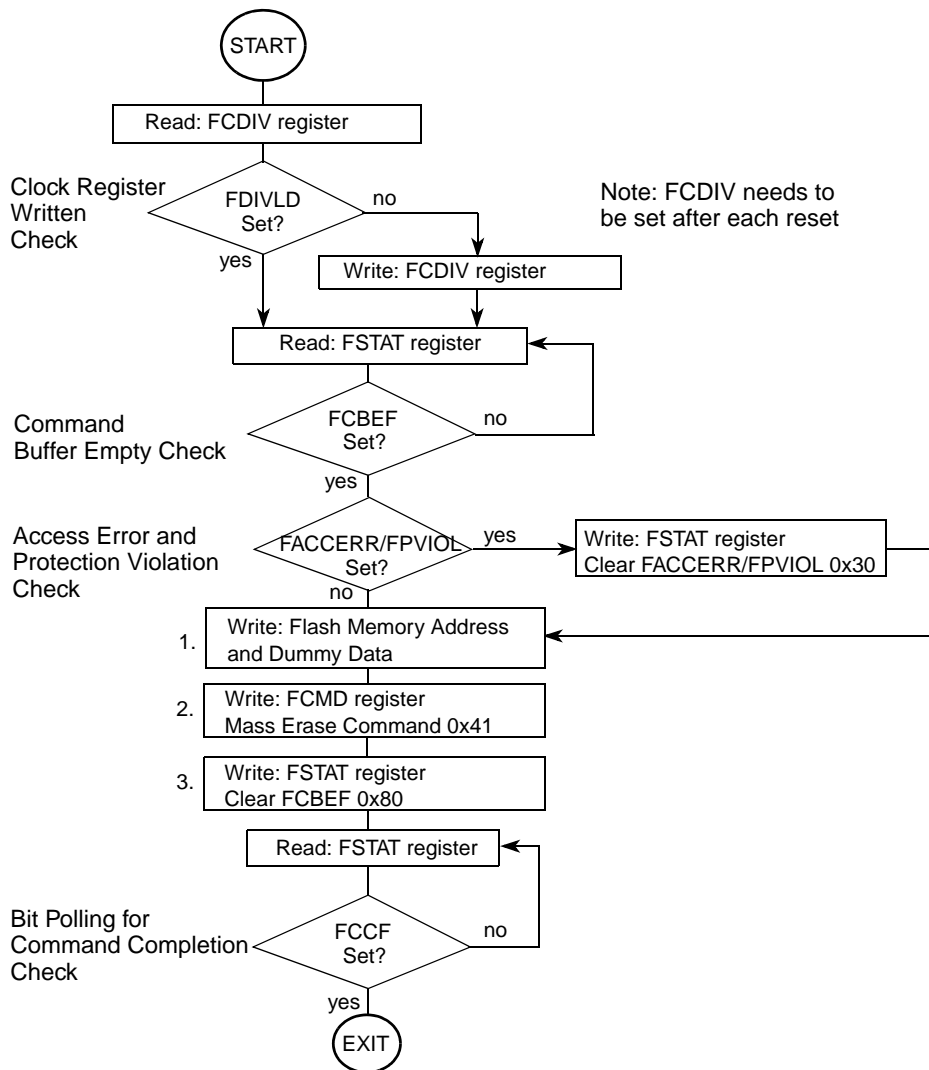 START
Read: FCDIV register
Clock Register
Written
Check
FDIVLD
Set?
no
yes
Note: FCDIV needs to
be set after each reset
Write: FCDIV register
Read: FSTAT register
Command
Buffer Empty Check
FCBEF
Set?
no
yes
Access Error and
Protection Violation
Check
FACCERR/FPVIOL
Set?
yes
no
Write: FSTAT register
Clear FACCERR/FPVIOL 0x30
1.
Write: Flash Memory Address
and Dummy Data
2.
Write: FCMD register
Mass Erase Command 0x41
3.
Write: FSTAT register
Clear FCBEF 0x80
Read: FSTAT register
Bit Polling for
Command Completion
Check
FCCF
Set?
no
yes
EXIT